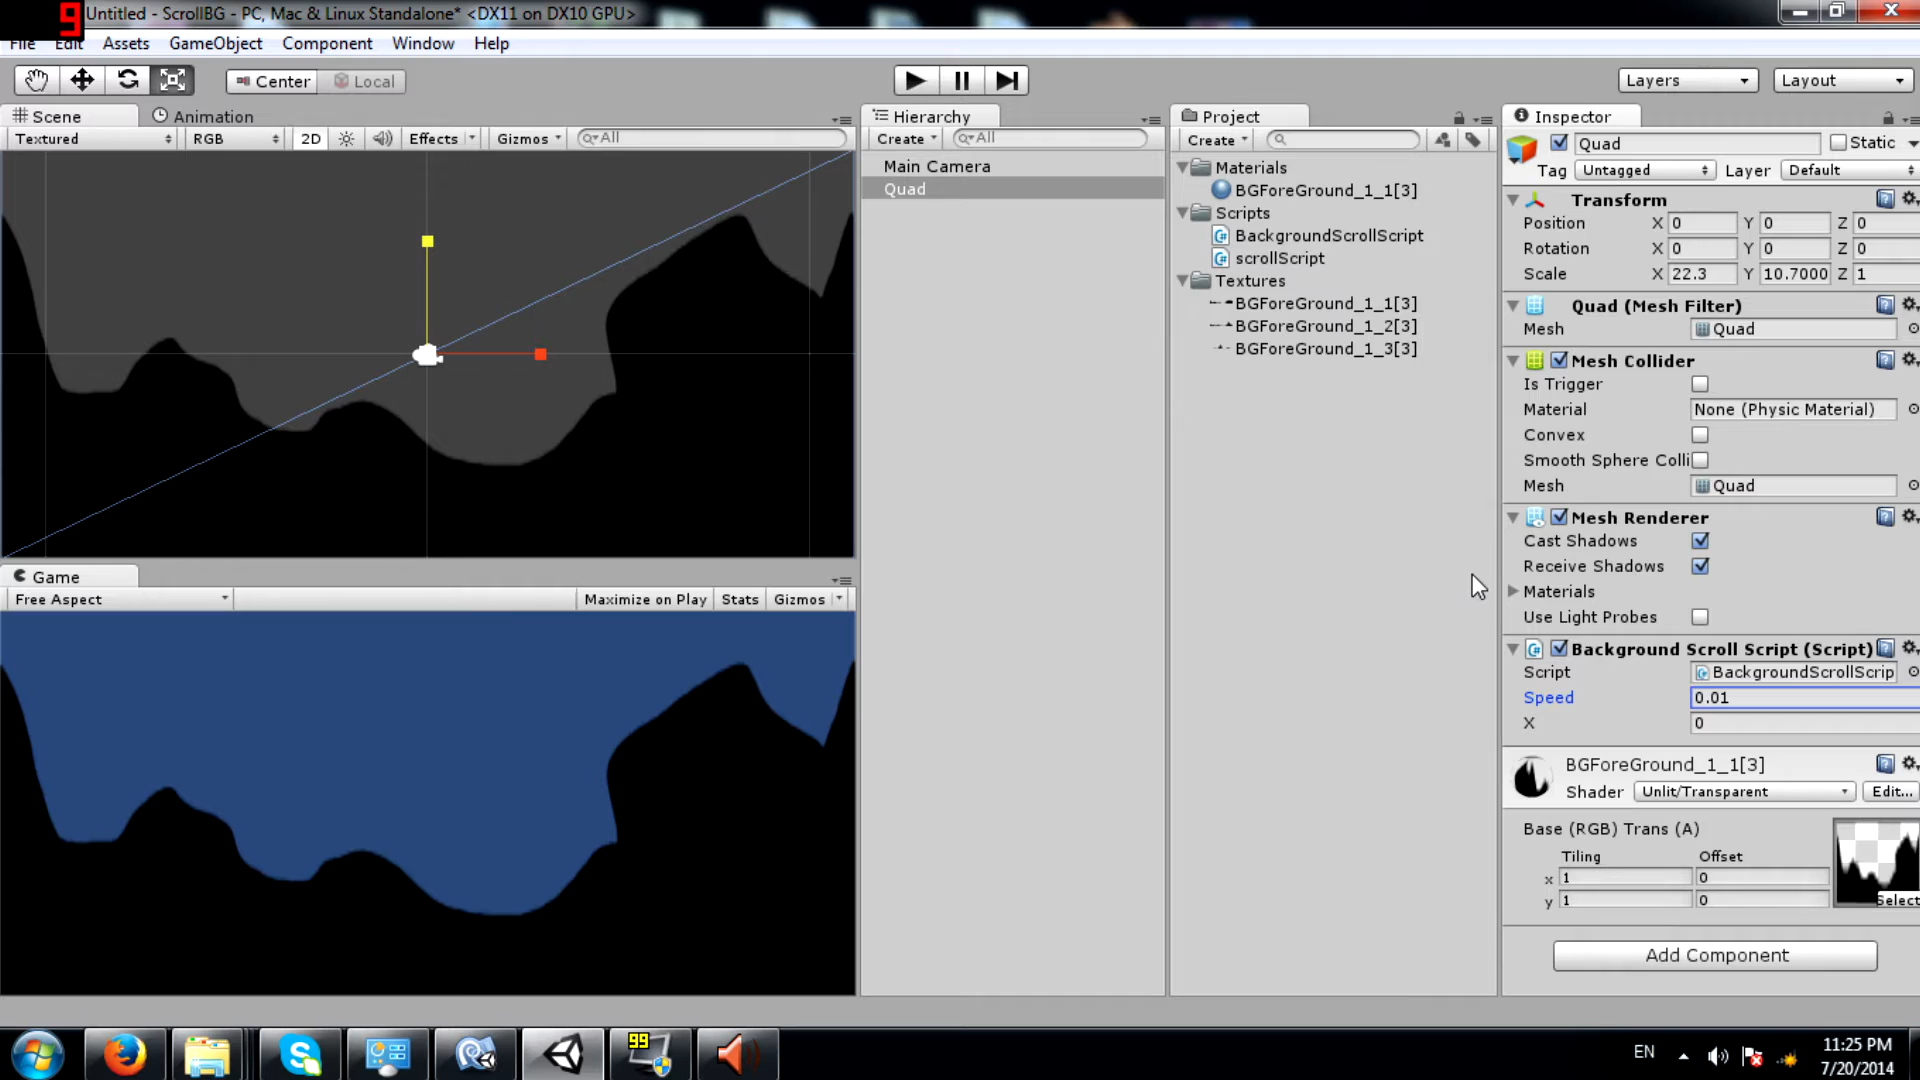 9
Untitled - ScrollBG - PC, Mac & Linux Standalone* <DX11 on DX10 GPU>
File Edit Assets GameObject Component Window Help
Center Local
Layers Layout
Scene Animation
Textured RGB 2D Effects Gizmos All
Game
Free Aspect Maximize on Play Stats Gizmos
Hierarchy
Create All
Main Camera
Quad
Project
Create
Materials
BGForeGround_1_1[3]
Scripts
BackgroundScrollScript
scrollScript
Textures
BGForeGround_1_1[3]
BGForeGround_1_2[3]
BGForeGround_1_3[3]
Inspector
Quad Static
Tag Untagged Layer Default
Transform
Position X 0 Y 0 Z 0
Rotation X 0 Y 0 Z 0
Scale X 22.3 Y 10.7000 Z 1
Quad (Mesh Filter)
Mesh Quad
Mesh Collider
Is Trigger
Material None (Physic Material)
Convex
Smooth Sphere Colli
Mesh Quad
Mesh Renderer
Cast Shadows
Receive Shadows
Materials
Use Light Probes
Background Scroll Script (Script)
Script BackgroundScrollScrip
Speed 0.01
X 0
BGForeGround_1_1[3]
Shader Unlit/Transparent Edit...
Base (RGB) Trans (A)
Tiling Offset
x 1 0
y 1 0
Select
Add Component
99
EN
11:25 PM
7/20/2014